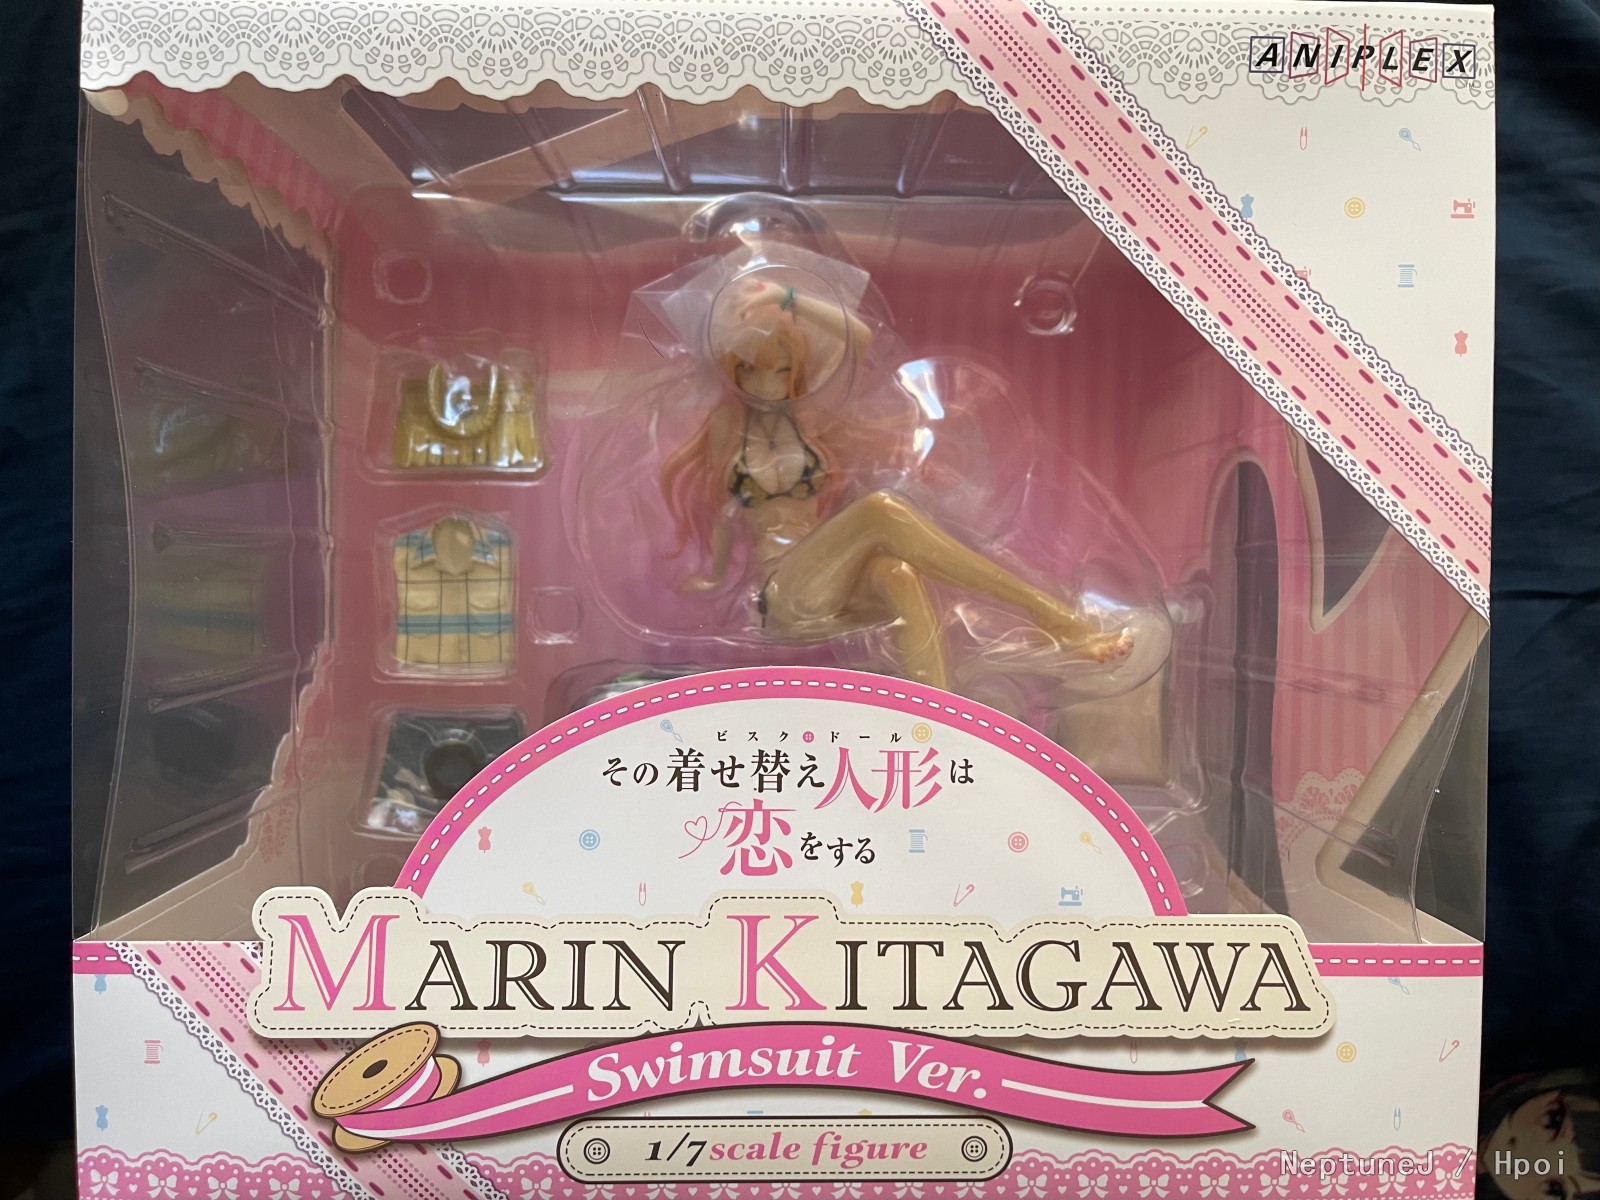 ANIPLEX
ビスク・ドール
その着せ替え人形は
恋をする
MARIN KITAGAWA
Swimsuit Ver.
1/7 scale figure
NeptuneJ / Hpoi